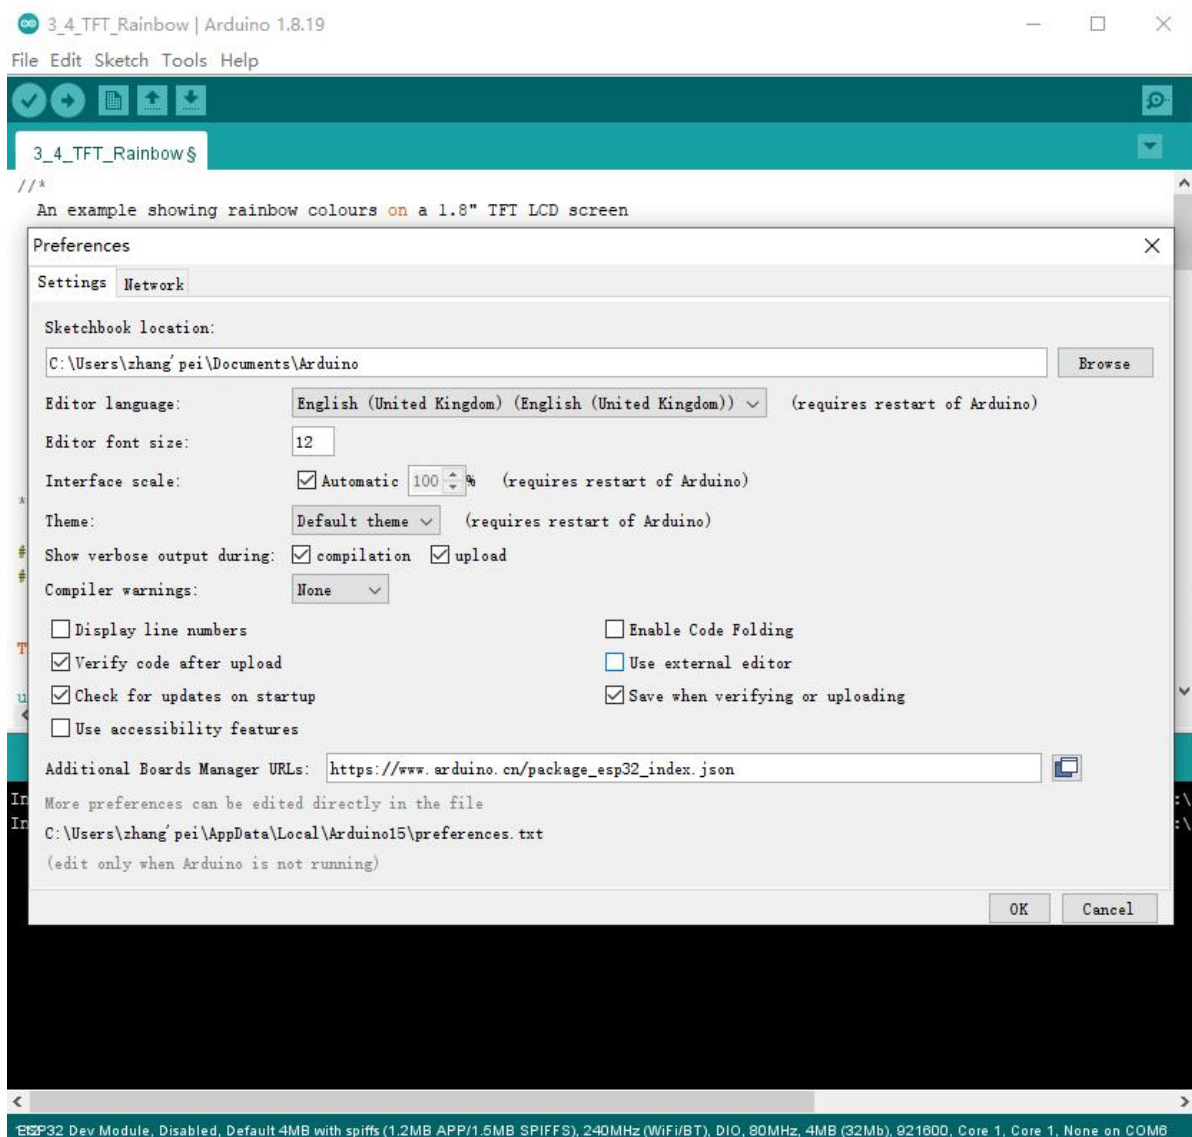 3_4_TFT_Rainbow | Arduino 1.8.19
File Edit Sketch Tools Help
3_4_TFT_Rainbow §
//*
An example showing rainbow colours on a 1.8" TFT LCD screen
Preferences
Settings Network
Sketchbook location:
C:\Users\zhang'pei\Documents\Arduino Browse
Editor language: English (United Kingdom) (English (United Kingdom)) (requires restart of Arduino)
Editor font size: 12
Interface scale: Automatic 100 % (requires restart of Arduino)
*
Theme: Default theme (requires restart of Arduino)
# Show verbose output during: compilation upload
#
Compiler warnings: None
Display line numbers Enable Code Folding
T
Verify code after upload Use external editor
u Check for updates on startup Save when verifying or uploading
Use accessibility features
Additional Boards Manager URLs: https://www.arduino.cn/package_esp32_index.json
In More preferences can be edited directly in the file :\
In C:\Users\zhang'pei\AppData\Local\Arduino15\preferences.txt :\
(edit only when Arduino is not running)
OK Cancel
ESP32 Dev Module, Disabled, Default 4MB with spiffs (1.2MB APP/1.5MB SPIFFS), 240MHz (WiFi/BT), DIO, 80MHz, 4MB (32Mb), 921600, Core 1, Core 1, None on COM6